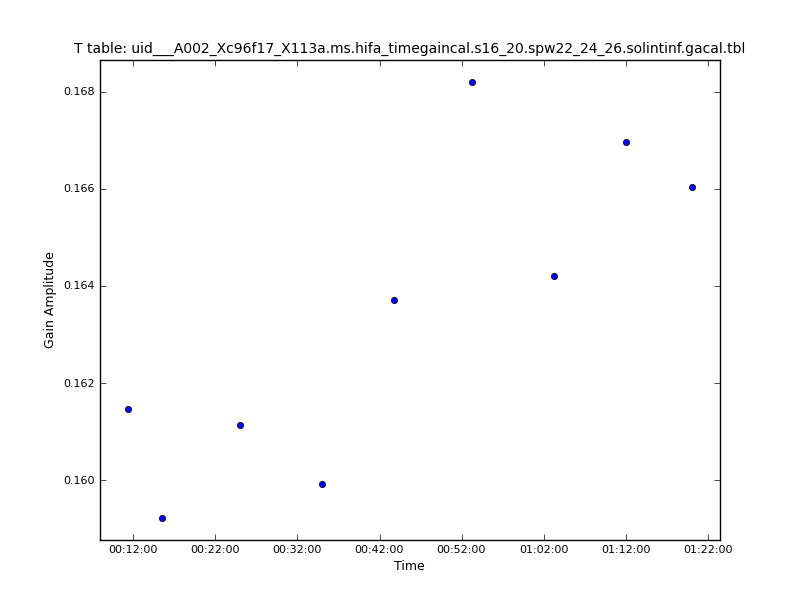 T table: uid___A002_Xc96f17_X113a.ms.hifa_timegaincal.s16_20.spw22_24_26.solintinf.gacal.tbl
0.168
0.166
0.164
0.162
0.160
Gain Amplitude
00:12:00 00:22:00 00:32:00 00:42:00 00:52:00 01:02:00 01:12:00 01:22:00
Time